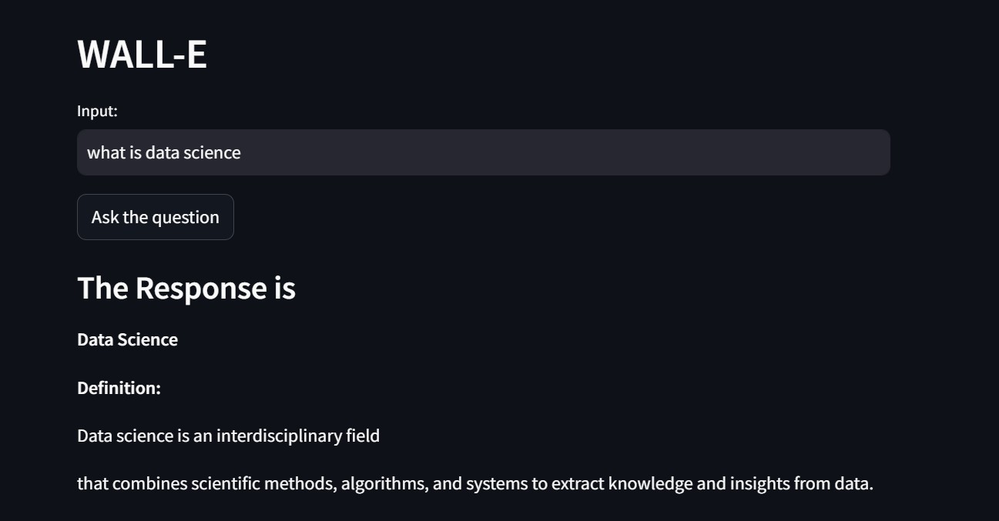 WALL-E
Input:
what is data science
Ask the question
The Response is
Data Science
Definition:
Data science is an interdisciplinary field
that combines scientific methods, algorithms, and systems to extract knowledge and insights from data.